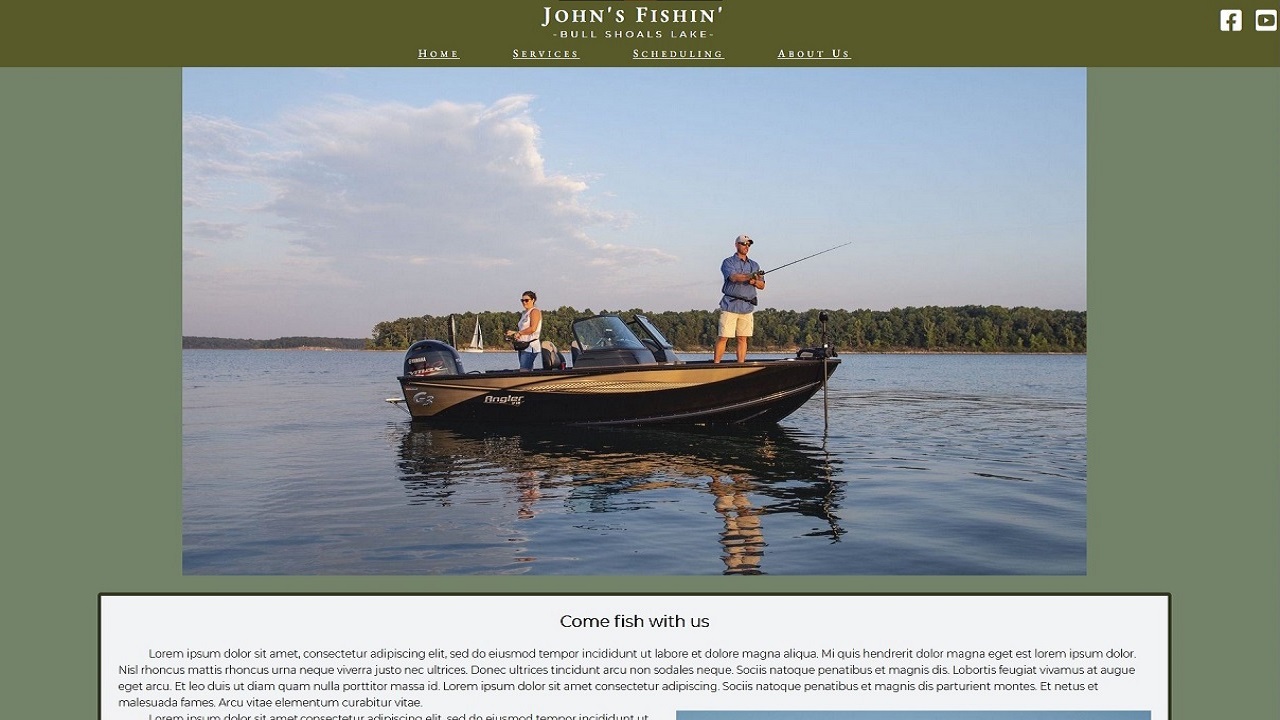 John's Fishin'
-BULL SHOALS LAKE-
Home Services Scheduling About Us
YAMAHA
G3
Angler
Come fish with us
Lorem ipsum dolor sit amet, consectetur adipiscing elit, sed do eiusmod tempor incididunt ut labore et dolore magna aliqua. Mi quis hendrerit dolor magna eget est lorem ipsum dolor.
Nisl rhoncus mattis rhoncus urna neque viverra justo nec ultrices. Donec ultrices tincidunt arcu non sodales neque. Sociis natoque penatibus et magnis dis. Lobortis feugiat vivamus at augue
eget arcu. Et leo duis ut diam quam nulla porttitor massa id. Lorem ipsum dolor sit amet consectetur adipiscing. Sociis natoque penatibus et magnis dis parturient montes. Et netus et
malesuada fames. Arcu vitae elementum curabitur vitae.
Lorem ipsum dolor sit amet consectetur adipiscing elit, sed do eiusmod tempor incididunt ut